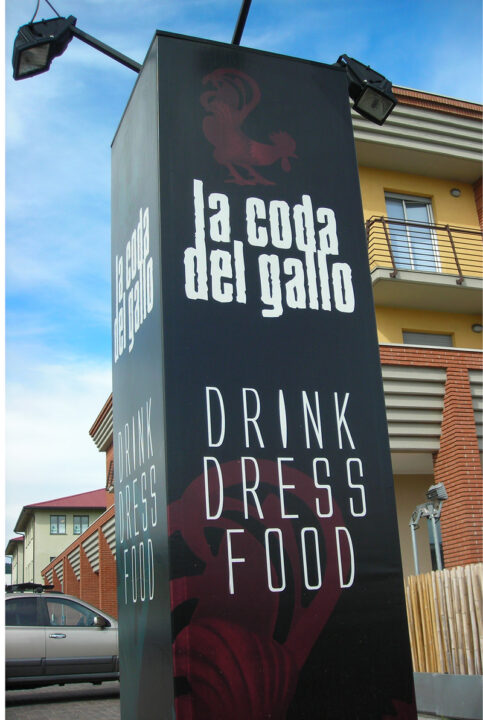 la coda
del gallo
DRINK
DRESS
FOOD
la coda
del gallo
DRINK
DRESS
FOOD